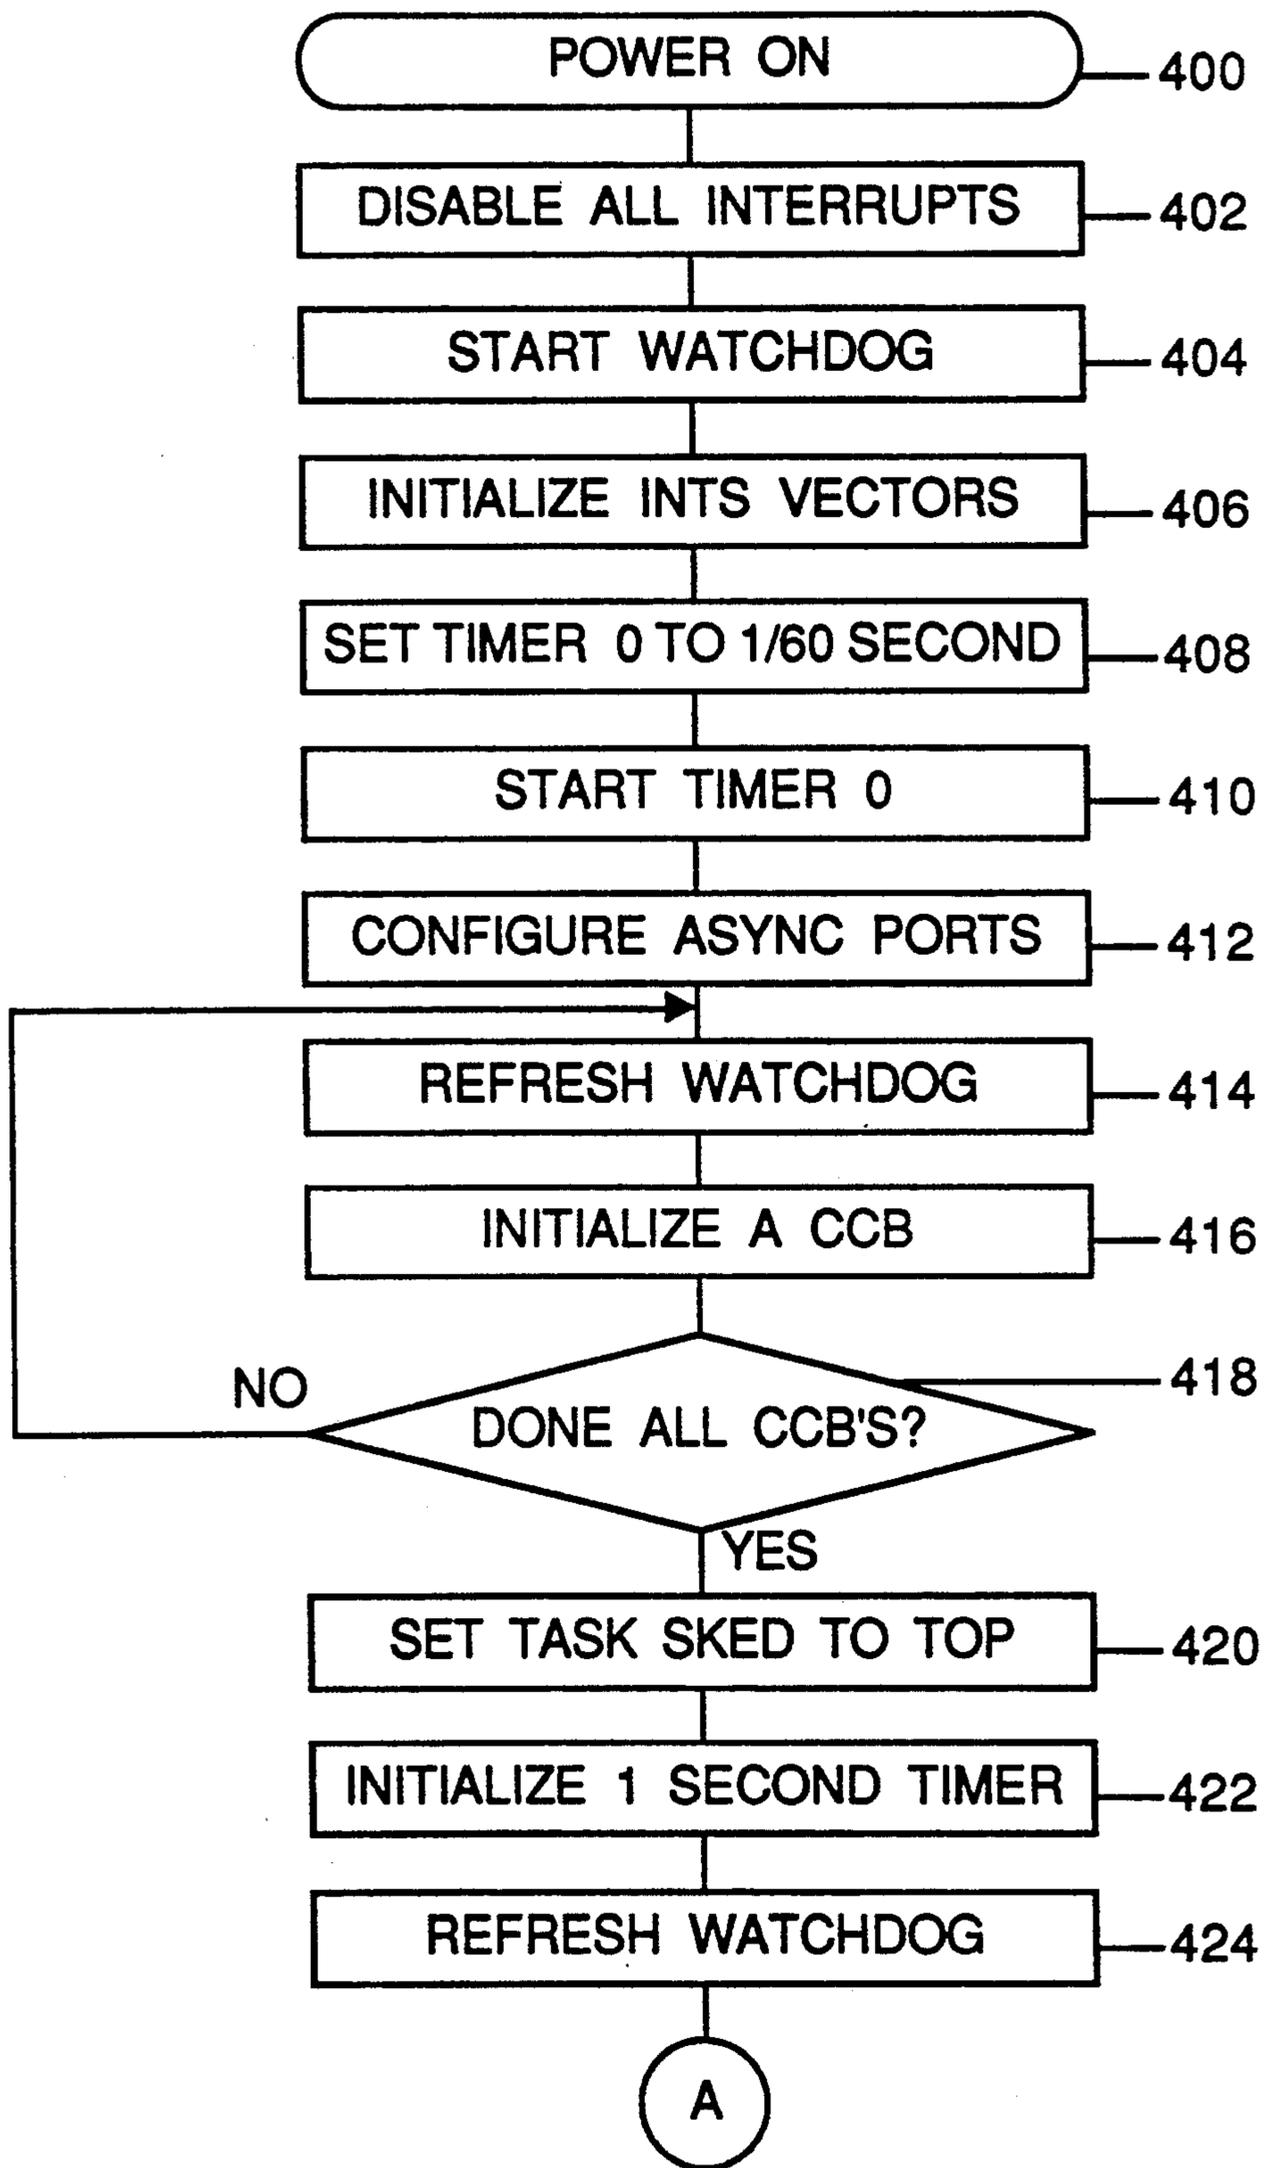 POWER ON
400
DISABLE ALL INTERRUPTS
402
START WATCHDOG
404
INITIALIZE INTS VECTORS
406
SET TIMER 0 TO 1/60 SECOND
408
START TIMER 0
410
CONFIGURE ASYNC PORTS
412
REFRESH WATCHDOG
414
INITIALIZE A CCB
416
418
NO
DONE ALL CCB'S?
YES
SET TASK SKED TO TOP
420
INITIALIZE 1 SECOND TIMER
422
REFRESH WATCHDOG
424
A